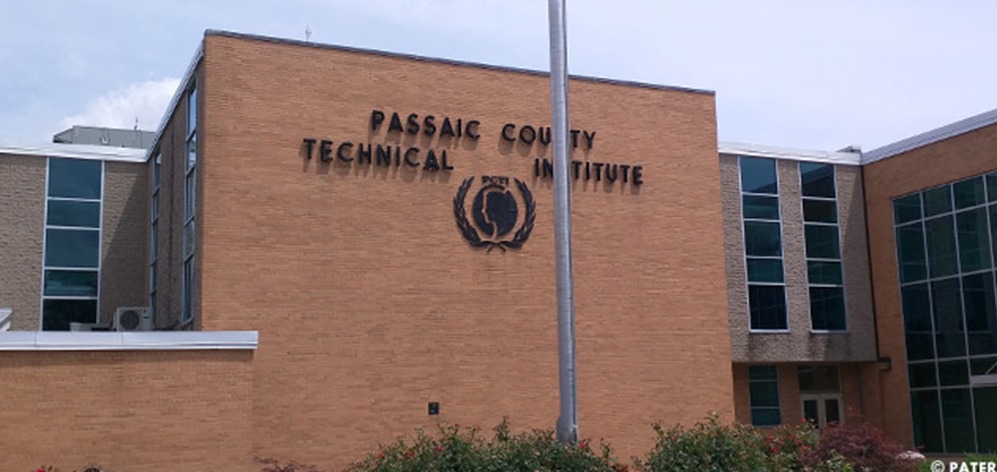 PASSAIC COUNTY
TECHNICAL INSTITUTE
PCTI
© PATER